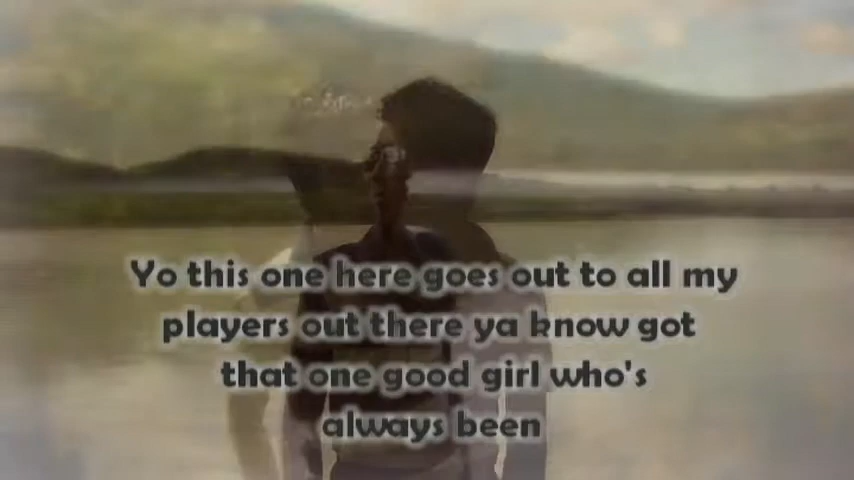 Yo this one here goes out to all my
players out there ya know got
that one good girl who's
always been